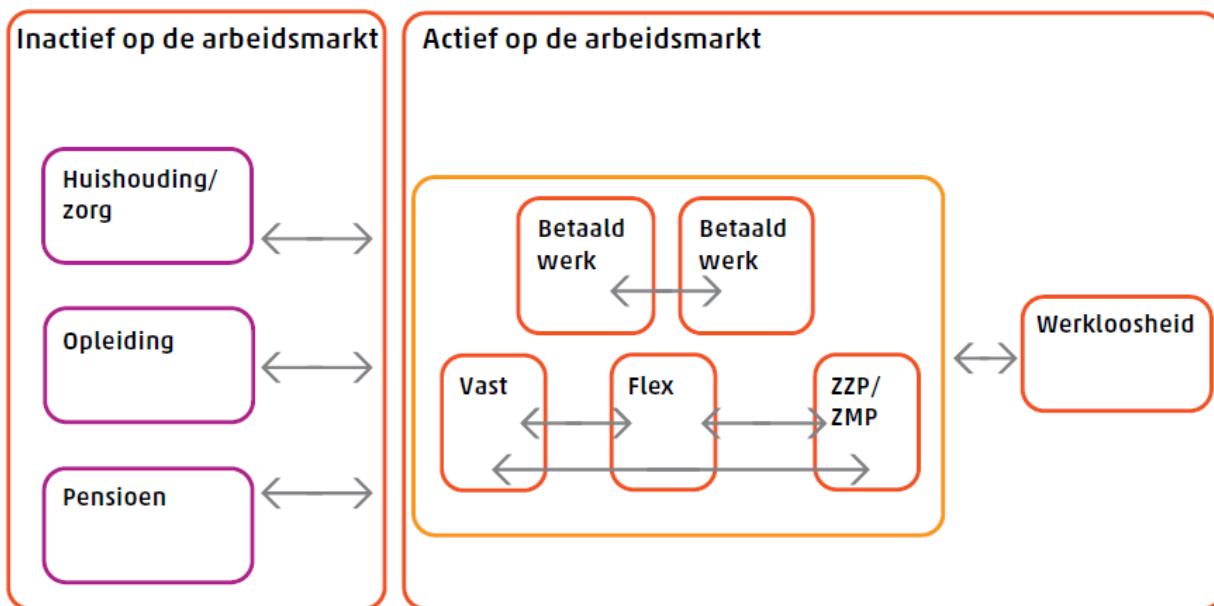 Inactief op de arbeidsmarkt
Actief op de arbeidsmarkt
Huishouding/
zorg
Opleiding
Pensioen
Betaald
werk
Betaald
werk
Vast
Flex
ZZP/
ZMP
Werkloosheid